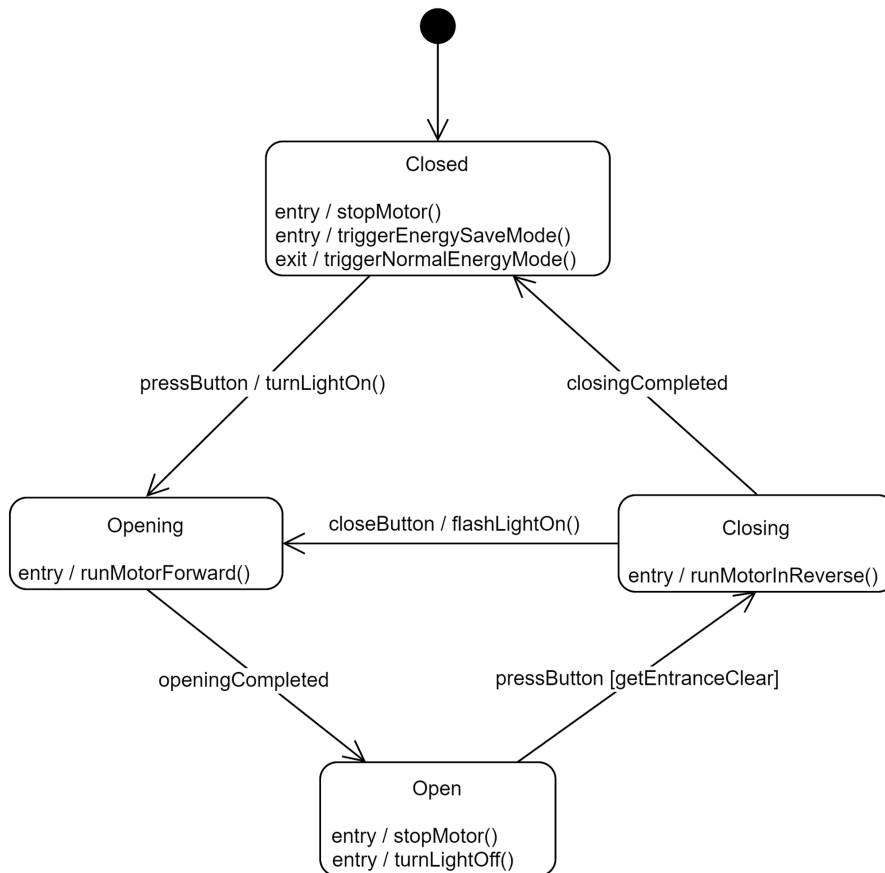 Closed
entry / stopMotor()
entry / triggerEnergySaveMode()
exit / triggerNormalEnergyMode()
pressButton / turnLightOn()
closingCompleted
Opening
entry / runMotorForward()
closeButton / flashLightOn()
Closing
entry / runMotorInReverse()
openingCompleted
pressButton [getEntranceClear]
Open
entry / stopMotor()
entry / turnLightOff()